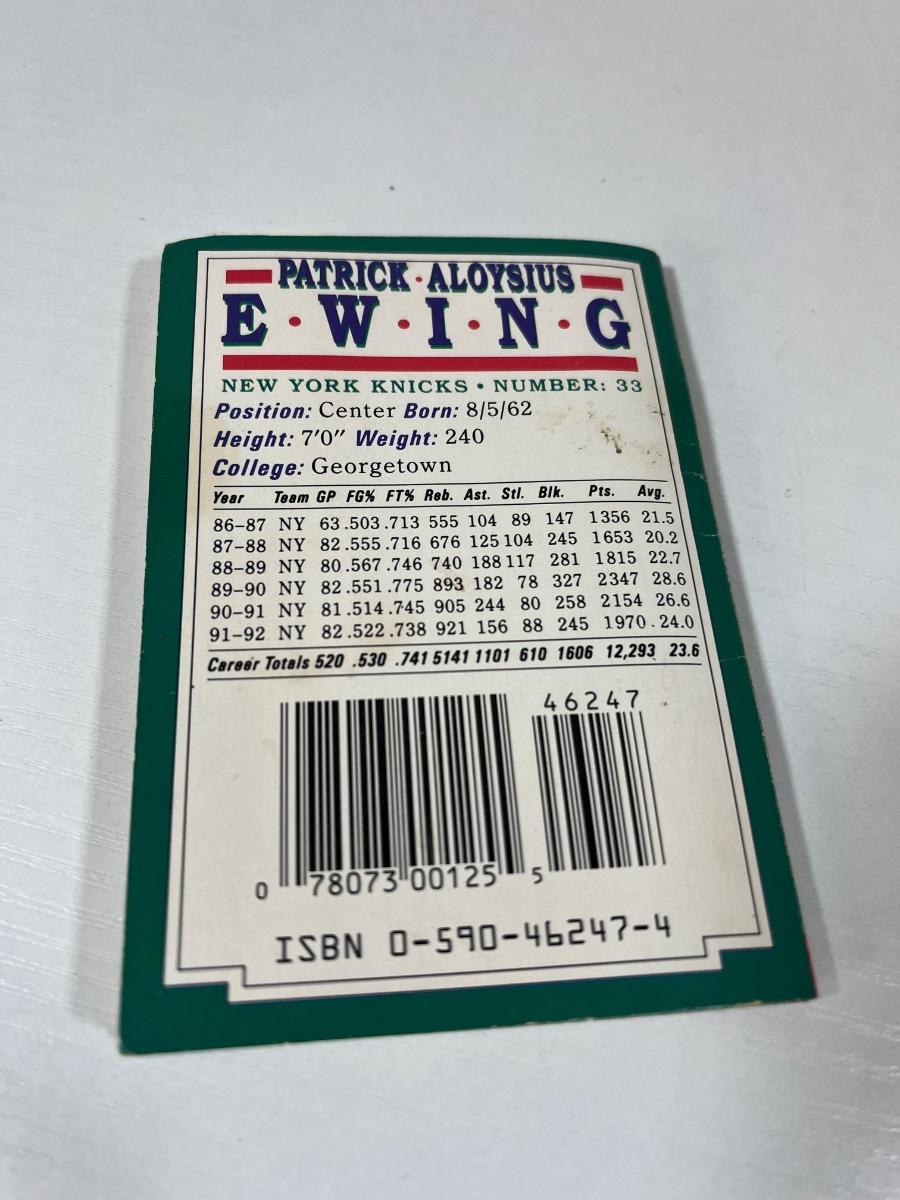 PATRICK • ALOYSIUS
E • W • I • N • G
NEW YORK KNICKS • NUMBER: 33
Position: Center Born: 8/5/62
Height: 7'0" Weight: 240
College: Georgetown
Year Team GP FG% FT% Reb. Ast. Stl. Blk. Pts. Avg.
86–87 NY 63 .503 .713 555 104 89 147 1356 21.5
87–88 NY 82 .555 .716 676 125 104 245 1653 20.2
88–89 NY 80 .567 .746 740 188 117 281 1815 22.7
89–90 NY 82 .551 .775 893 182 78 327 2347 28.6
90–91 NY 81 .514 .745 905 244 80 258 2154 26.6
91–92 NY 82 .522 .738 921 156 88 245 1970 24.0
Career Totals 520 .530 .741 5141 1101 610 1606 12,293 23.6
46247
0 78073 00125 5
ISBN 0-590-46247-4